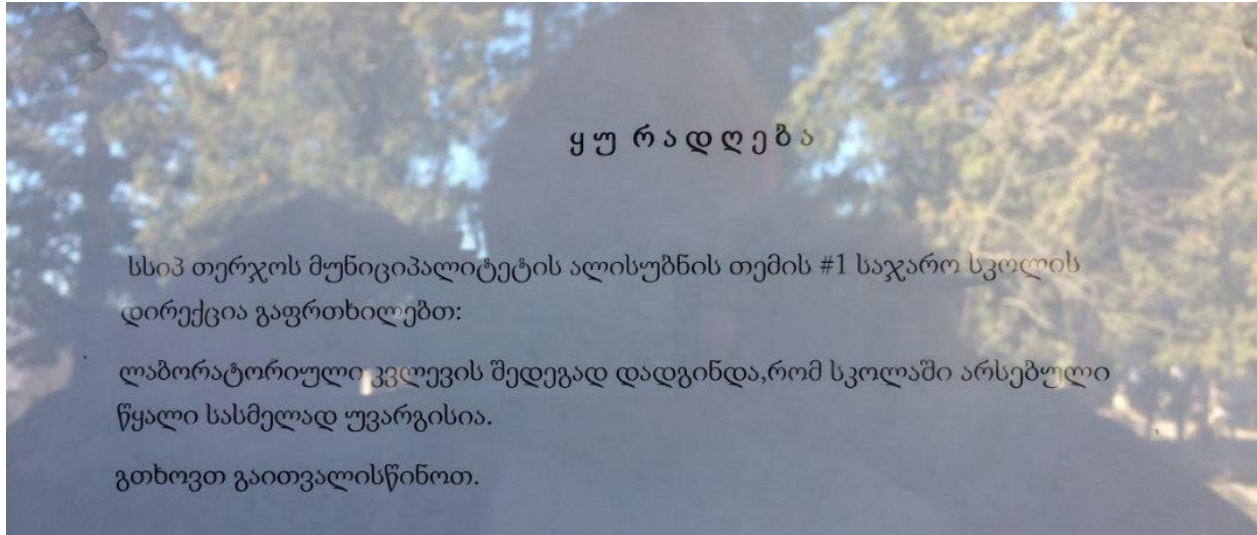 ყურადღება
სსიპ თერჯოს მუნიციპალიტეტის ალისუბნის თემის #1 საჯარო სკოლის
დირექცია გაფრთხილებთ:
ლაბორატორიული კვლევის შედეგად დადგინდა,რომ სკოლაში არსებული
წყალი სასმელად უვარგისია.
გთხოვთ გაითვალისწინოთ.